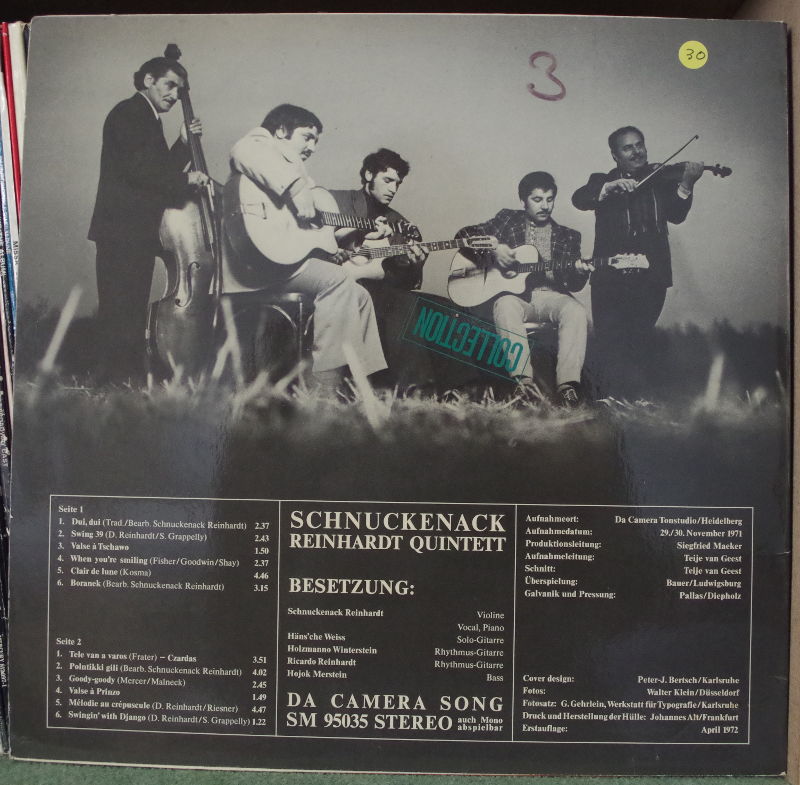 3
30
COLLECTION
Seite 1
1. Dui, dui (Trad./Bearb. Schnuckenack Reinhardt) 2.37
2. Swing 39 (D. Reinhardt/S. Grappelly) 2.43
3. Valse à Tschawo 1.50
4. When you're smiling (Fisher/Goodwin/Shay) 2.37
5. Clair de lune (Kosma) 4.46
6. Boranek (Bearb. Schnuckenack Reinhardt) 3.15
Seite 2
1. Tele van a varos (Frater) – Czardas 3.51
2. Pointikki gili (Bearb. Schnuckenack Reinhardt) 4.02
3. Goody-goody (Mercer/Malneck) 2.45
4. Valse à Prinzo 1.49
5. Mélodie au crépuscule (D. Reinhardt/Riesner) 4.47
6. Swingin' with Django (D. Reinhardt/S. Grappelly) 1.22
SCHNUCKENACK
REINHARDT QUINTETT
BESETZUNG:
Schnuckenack Reinhardt Violine
Vocal, Piano
Häns'che Weiss Solo-Gitarre
Holzmanno Winterstein Rhythmus-Gitarre
Ricardo Reinhardt Rhythmus-Gitarre
Hojok Merstein Bass
DA CAMERA SONG
SM 95035 STEREO auch Mono
abspielbar
Aufnahmeort: Da Camera Tonstudio/Heidelberg
Aufnahmedatum: 29./30. November 1971
Produktionsleitung: Siegfried Maeker
Aufnahmeleitung: Teije van Geest
Schnitt: Teije van Geest
Überspielung: Bauer/Ludwigsburg
Galvanik und Pressung: Pallas/Diepholz
Cover design: Peter-J. Bertsch/Karlsruhe
Fotos: Walter Klein/Düsseldorf
Fotosatz: G. Gehrlein, Werkstatt für Typografie/Karlsruhe
Druck und Herstellung der Hülle: Johannes Alt/Frankfurt
Erstauflage: April 1972